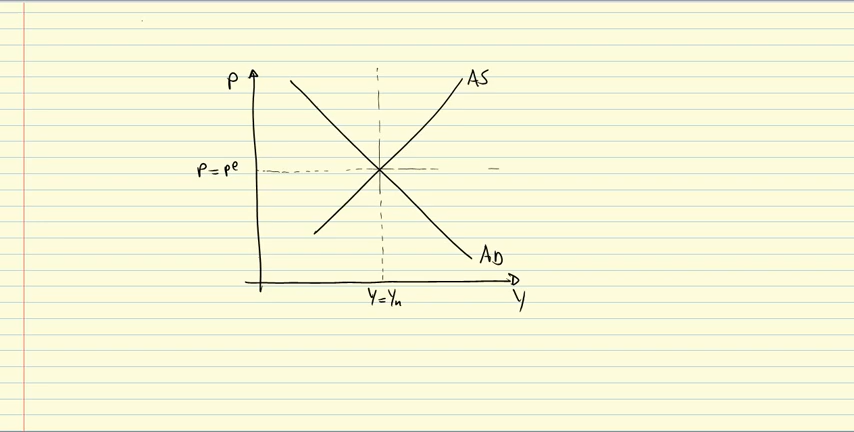 P
AS
P = Pe
AD
Y = Yn
Y